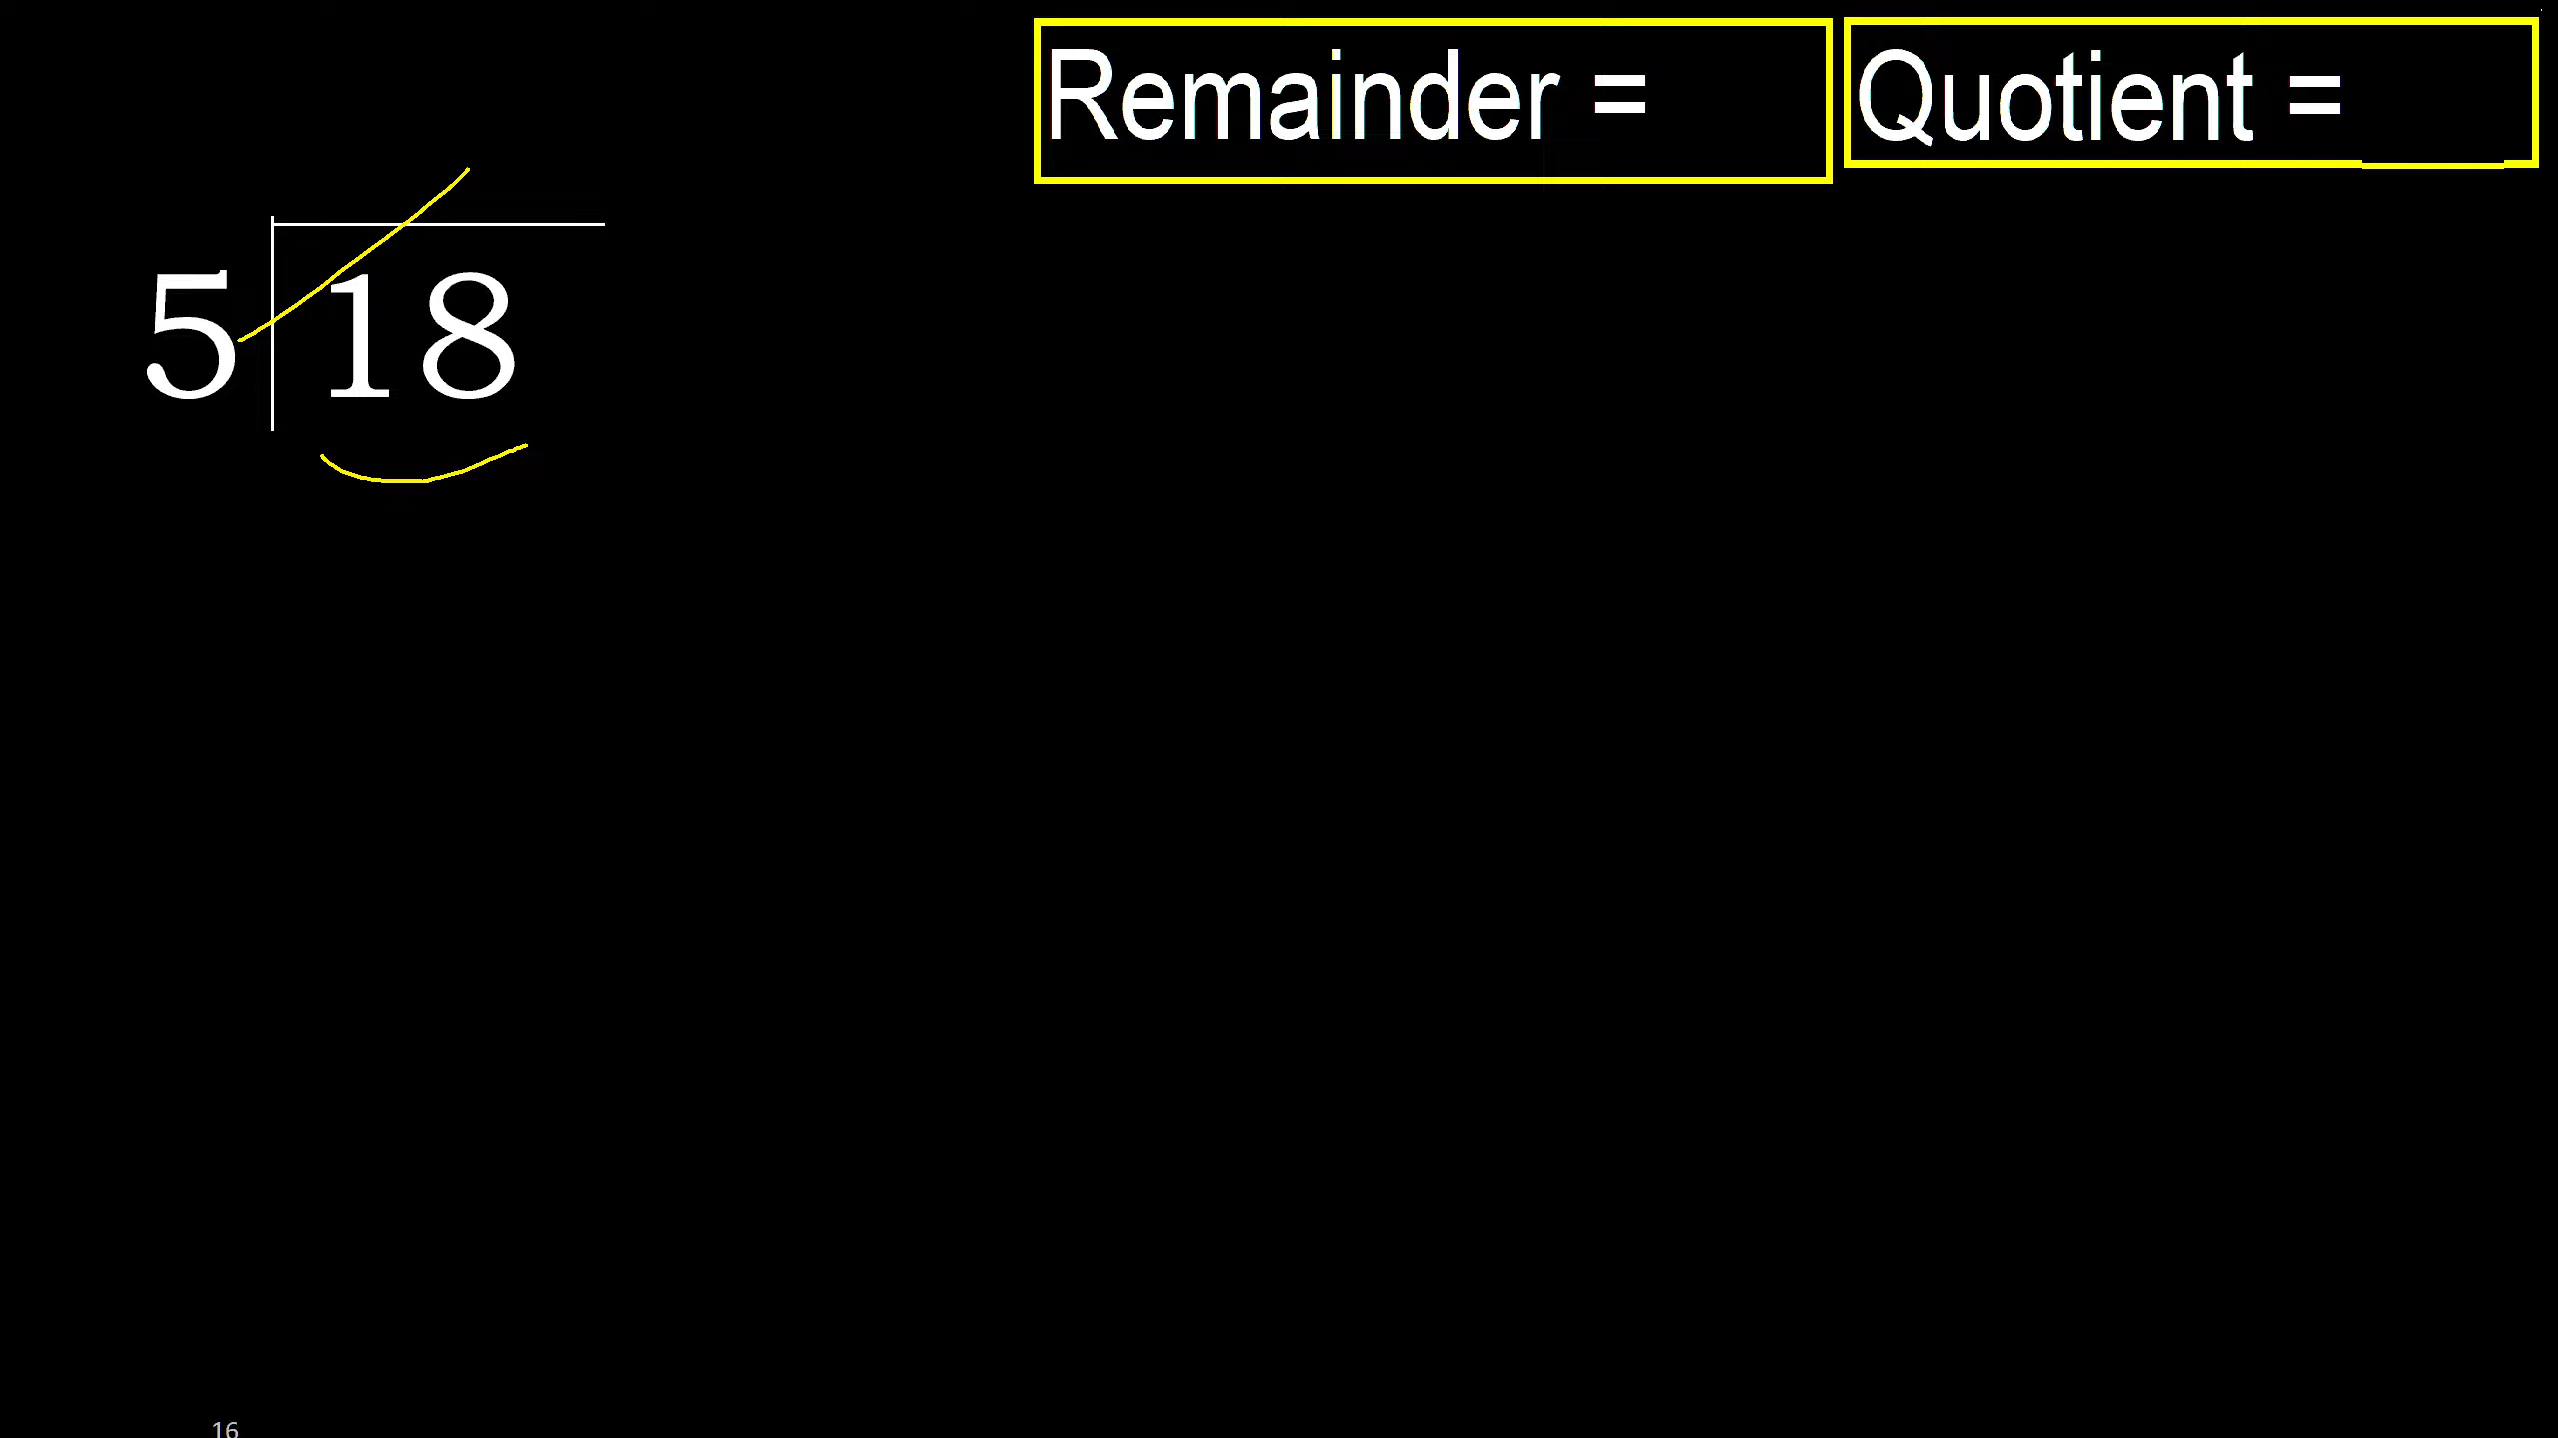 Remainder = Quotient =
5 18
16